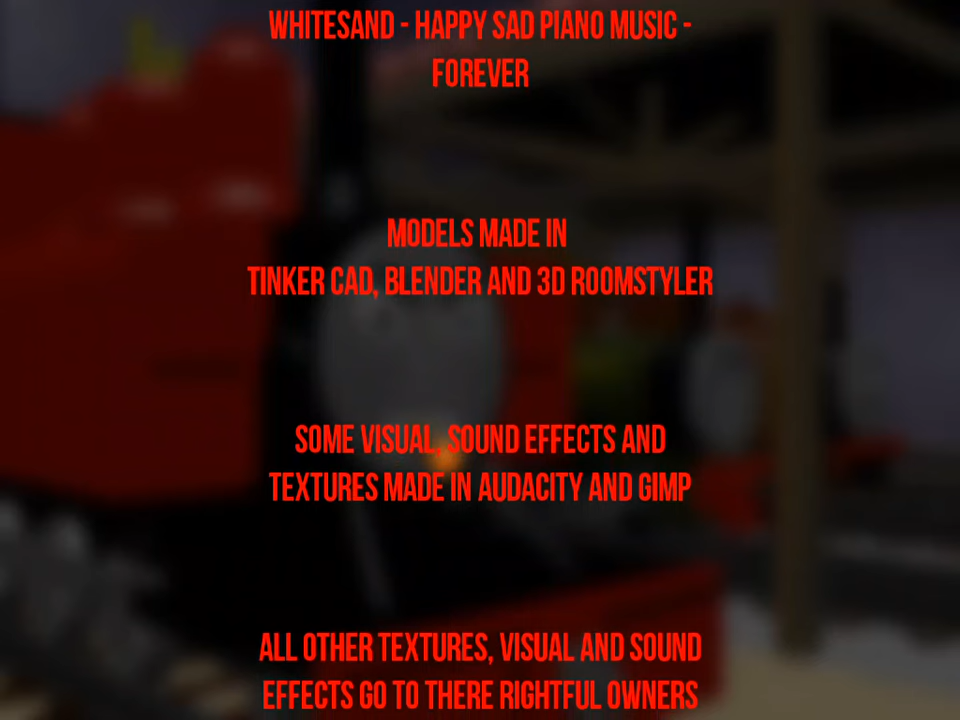 WHITESAND - HAPPY SAD PIANO MUSIC -
FOREVER
MODELS MADE IN
TINKER CAD, BLENDER AND 3D ROOMSTYLER
SOME VISUAL, SOUND EFFECTS AND
TEXTURES MADE IN AUDACITY AND GIMP
ALL OTHER TEXTURES, VISUAL AND SOUND
EFFECTS GO TO THERE RIGHTFUL OWNERS